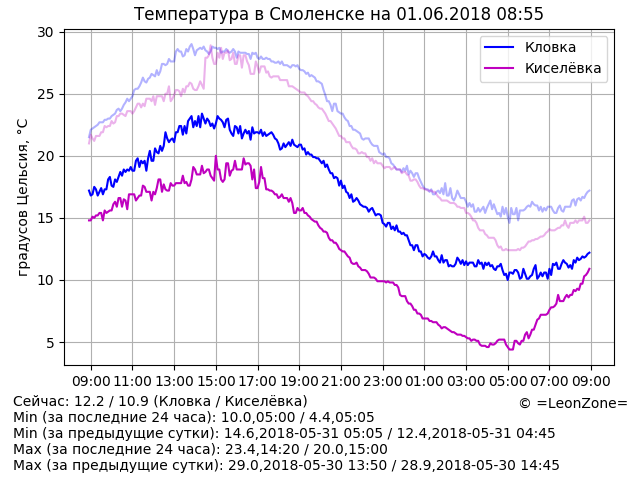 Температура в Смоленске на 01.06.2018 08:55
Кловка
Киселёвка
градусов Цельсия, °C
30
25
20
15
10
5
09:00 11:00 13:00 15:00 17:00 19:00 21:00 23:00 01:00 03:00 05:00 07:00 09:00
Сейчас: 12.2 / 10.9 (Кловка / Киселёвка)
© =LeonZone=
Min (за последние 24 часа): 10.0,05:00 / 4.4,05:05
Min (за предыдущие сутки): 14.6,2018-05-31 05:05 / 12.4,2018-05-31 04:45
Max (за последние 24 часа): 23.4,14:20 / 20.0,15:00
Max (за предыдущие сутки): 29.0,2018-05-30 13:50 / 28.9,2018-05-30 14:45